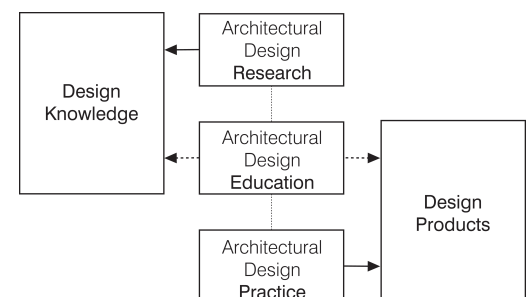 Architectural
Design
Research
Design
Knowledge
Architectural
Design
Education
Design
Products
Architectural
Design
Practice